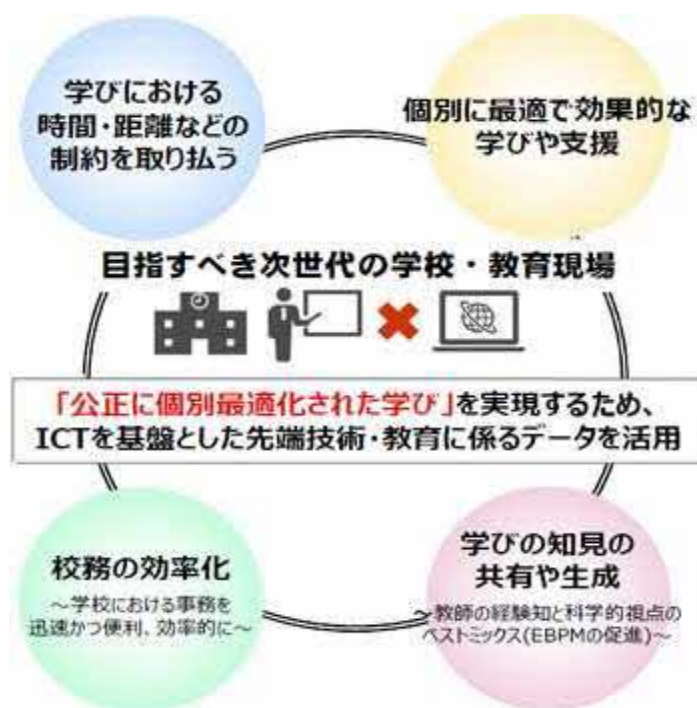 学びにおける
時間・距離などの
制約を取り払う
個別に最適で効果的な
学びや支援
目指すべき次世代の学校・教育現場
「公正に個別最適化された学び」を実現するため、
ICTを基盤とした先端技術・教育に係るデータを活用
校務の効率化
～学校における事務を
迅速かつ便利、効率的に～
学びの知見の
共有や生成
～教師の経験知と科学的視点の
ベストミックス(EBPMの促進)～